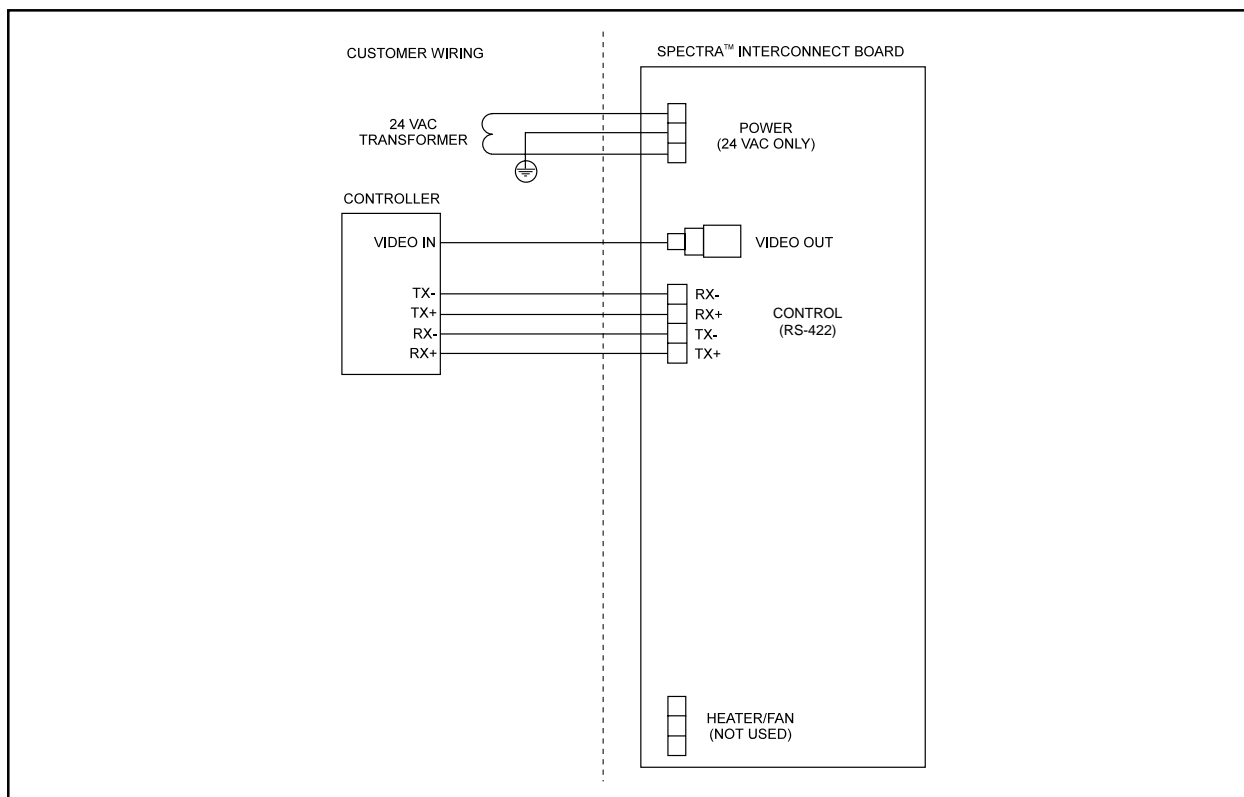 CUSTOMER WIRING
SPECTRA™ INTERCONNECT BOARD
24 VAC
TRANSFORMER
POWER
(24 VAC ONLY)
CONTROLLER
VIDEO IN
VIDEO OUT
TX-
TX+
RX-
RX+
RX-
RX+
TX-
TX+
CONTROL
(RS-422)
HEATER/FAN
(NOT USED)